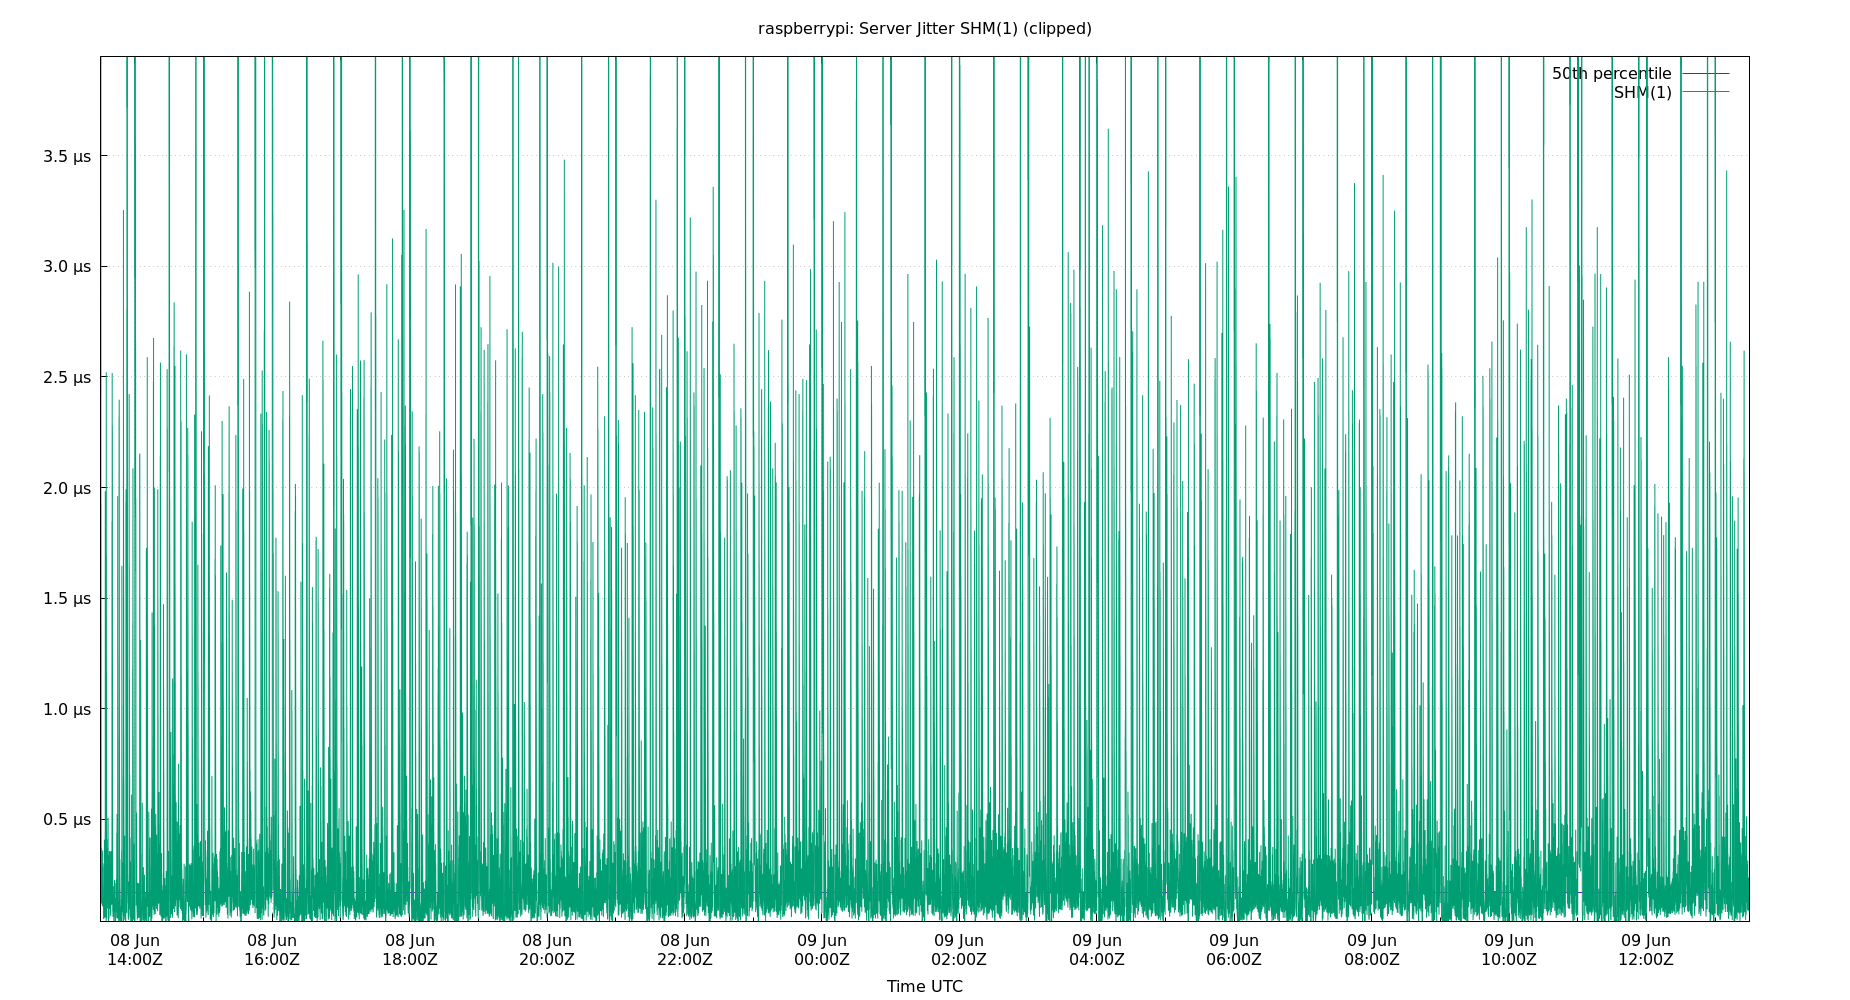 raspberrypi: Server Jitter SHM(1) (clipped)
50th percentile
SHM(1)
3.5 μs
3.0 μs
2.5 μs
2.0 μs
1.5 μs
1.0 μs
0.5 μs
08 Jun 08 Jun 08 Jun 08 Jun 08 Jun 09 Jun 09 Jun 09 Jun 09 Jun 09 Jun 09 Jun 09 Jun
14:00Z 16:00Z 18:00Z 20:00Z 22:00Z 00:00Z 02:00Z 04:00Z 06:00Z 08:00Z 10:00Z 12:00Z
Time UTC